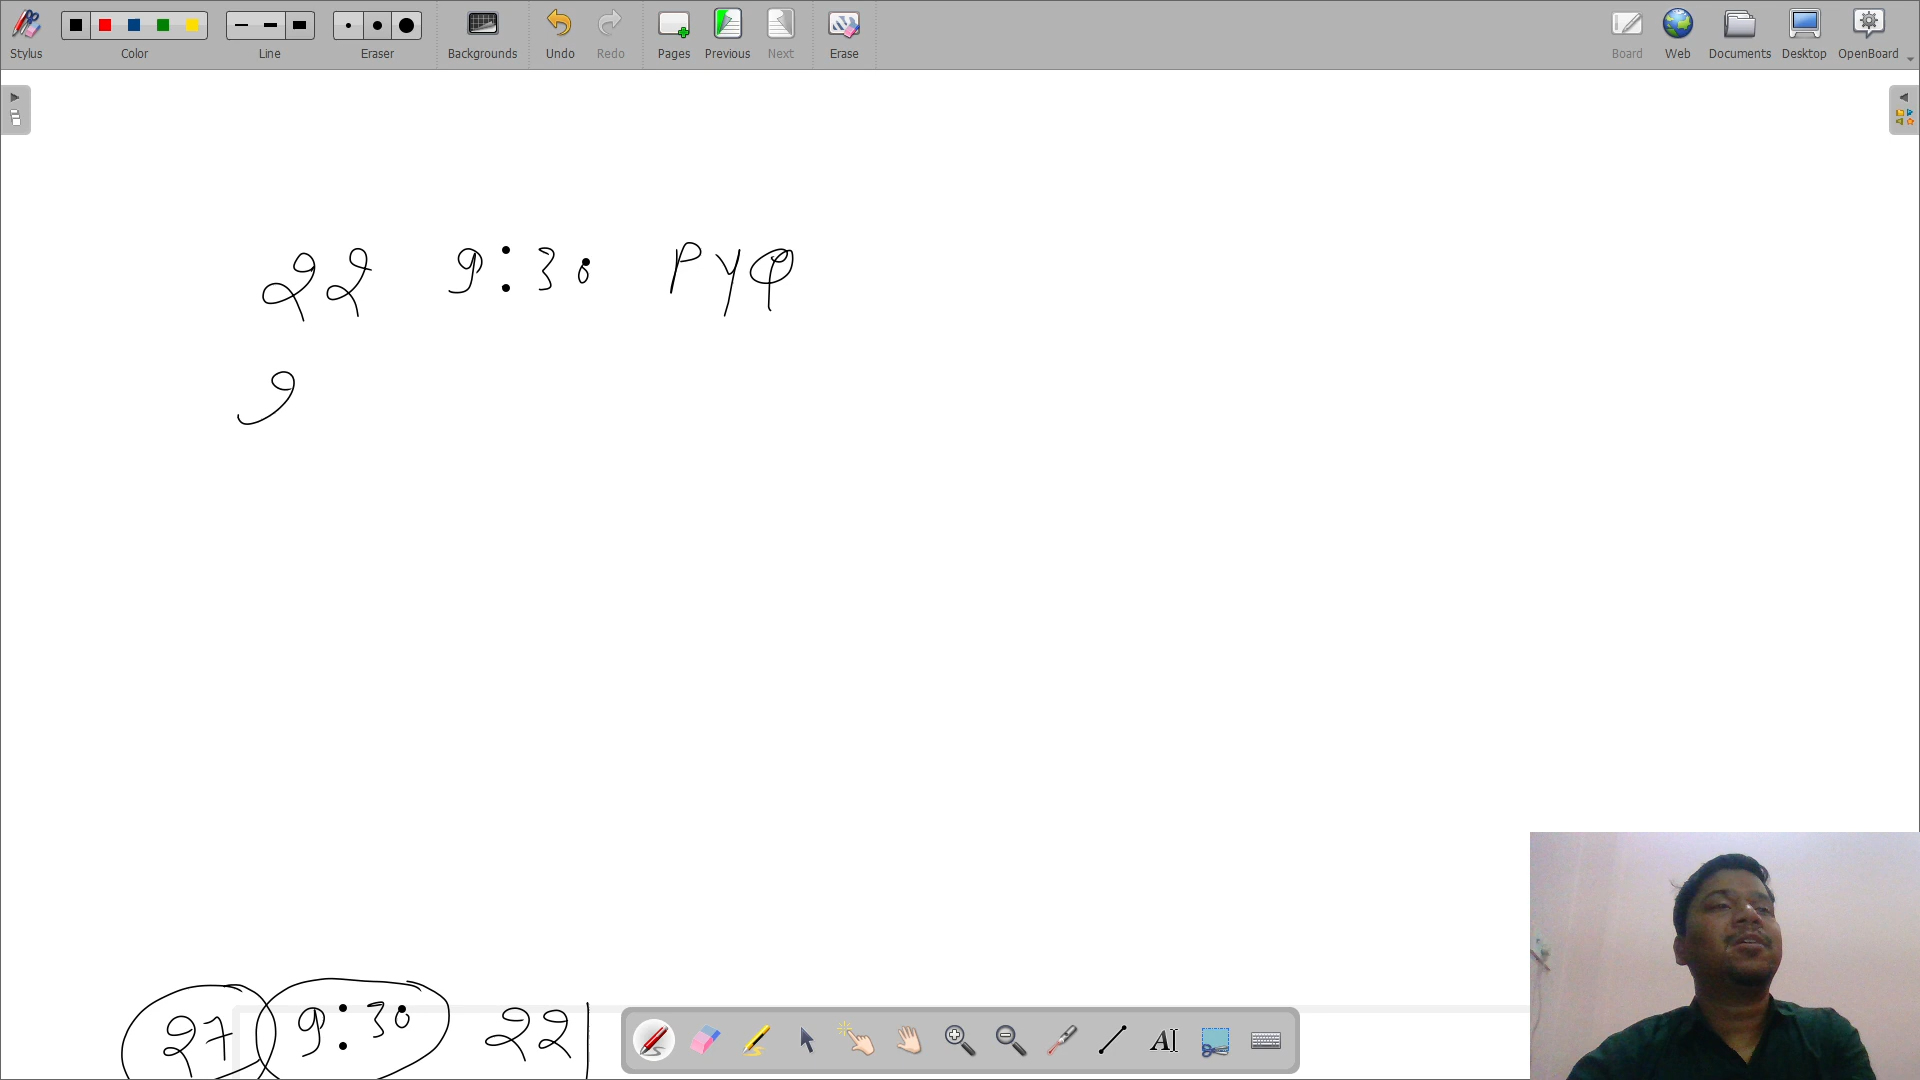 Stylus Color Line Eraser Backgrounds Undo Redo Pages Previous Next Erase Board Web Documents Desktop OpenBoard
22 9:30 PYQ
27 9:30 22
AI